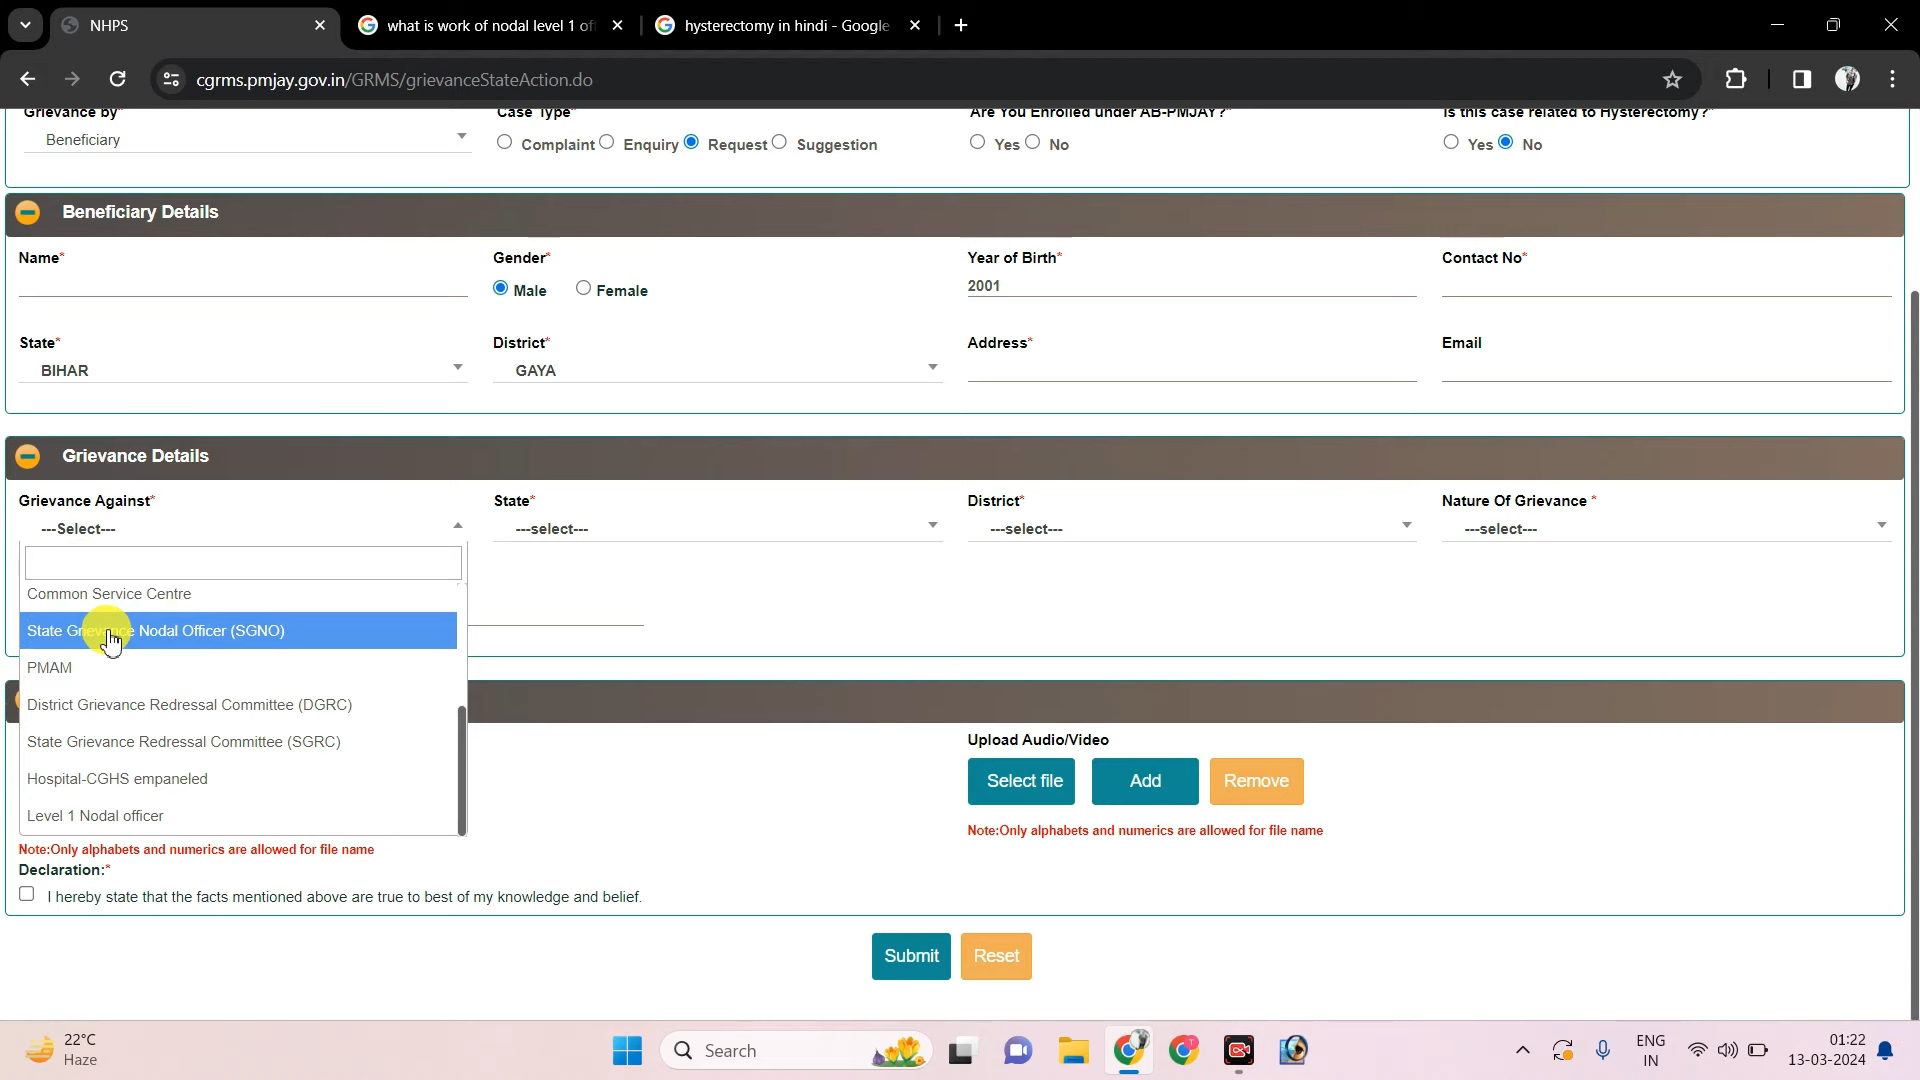 NHPS
what is work of nodal level 1 of
hysterectomy in hindi - Google
cgrms.pmjay.gov.in/GRMS/grievanceStateAction.do
Grievance by* Case Type* Are You Enrolled under AB-PMJAY?* Is this case related to Hysterectomy?*
Beneficiary Complaint Enquiry Request Suggestion Yes No Yes No
Beneficiary Details
Name* Gender* Year of Birth* Contact No*
Male Female 2001
State* District* Address* Email
BIHAR GAYA
Grievance Details
Grievance Against* State* District* Nature Of Grievance *
---Select--- ---select--- ---select--- ---select---
Common Service Centre
State Grievance Nodal Officer (SGNO)
PMAM
District Grievance Redressal Committee (DGRC)
State Grievance Redressal Committee (SGRC)
Hospital-CGHS empaneled
Level 1 Nodal officer
Upload Audio/Video
Select file Add Remove
Note:Only alphabets and numerics are allowed for file name
Note:Only alphabets and numerics are allowed for file name
Declaration:*
I hereby state that the facts mentioned above are true to best of my knowledge and belief.
Submit Reset
22°C
Haze
Search
ENG
IN
01:22
13-03-2024